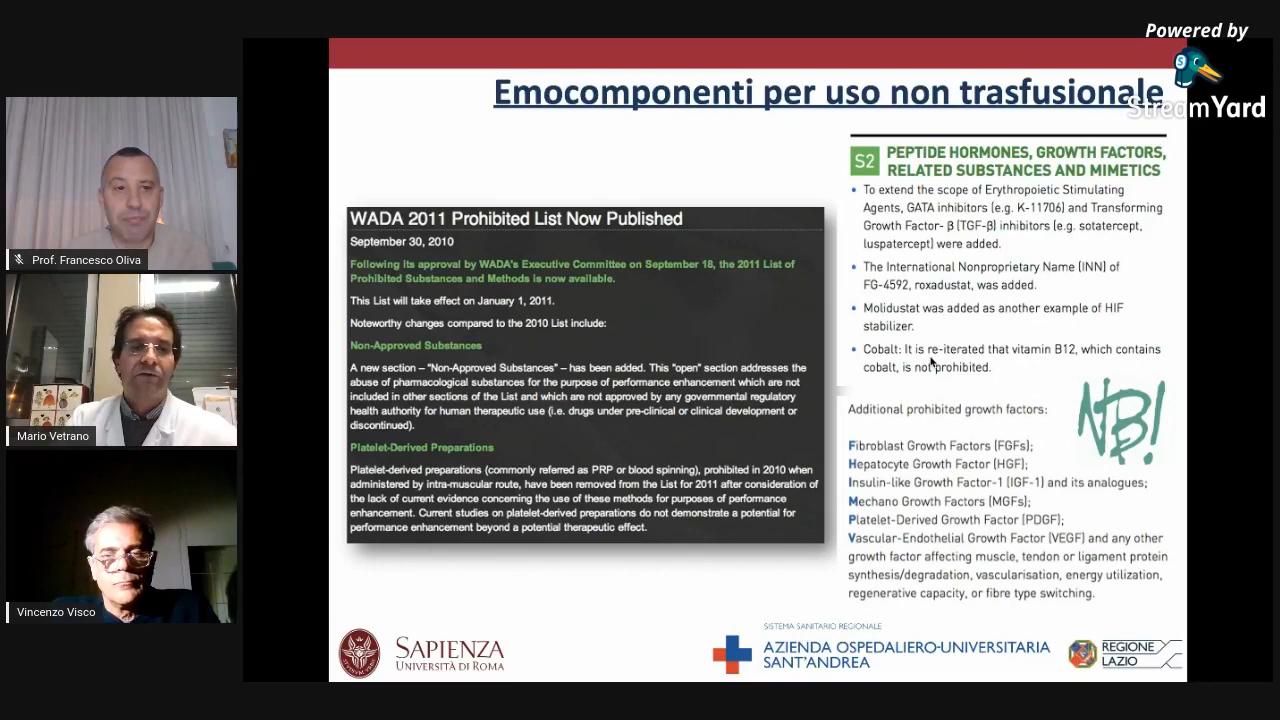 Powered by
StreamYard
Emocomponenti per uso non trasfusionale
Prof. Francesco Oliva
Mario Vetrano
Vincenzo Visco
WADA 2011 Prohibited List Now Published
September 30, 2010
Following its approval by WADA's Executive Committee on September 18, the 2011 List of
Prohibited Substances and Methods is now available.
This List will take effect on January 1, 2011.
Noteworthy changes compared to the 2010 List include:
Non-Approved Substances
A new section – "Non-Approved Substances" – has been added. This "open" section addresses the
abuse of pharmacological substances for the purpose of performance enhancement which are not
included in other sections of the List and which are not approved by any governmental regulatory
health authority for human therapeutic use (i.e. drugs under pre-clinical or clinical development or
discontinued).
Platelet-Derived Preparations
Platelet-derived preparations (commonly referred as PRP or blood spinning), prohibited in 2010 when
administered by intra-muscular route, have been removed from the List for 2011 after consideration of
the lack of current evidence concerning the use of these methods for purposes of performance
enhancement. Current studies on platelet-derived preparations do not demonstrate a potential for
performance enhancement beyond a potential therapeutic effect.
S2 PEPTIDE HORMONES, GROWTH FACTORS,
RELATED SUBSTANCES AND MIMETICS
• To extend the scope of Erythropoietic Stimulating
Agents, GATA inhibitors (e.g. K-11706) and Transforming
Growth Factor- β (TGF-β) inhibitors (e.g. sotatercept,
luspatercept) were added.
• The International Nonproprietary Name (INN) of
FG-4592, roxadustat, was added.
• Molidustat was added as another example of HIF
stabilizer.
• Cobalt: It is re-iterated that vitamin B12, which contains
cobalt, is not prohibited.
Additional prohibited growth factors:
NB!
Fibroblast Growth Factors (FGFs);
Hepatocyte Growth Factor (HGF);
Insulin-like Growth Factor-1 (IGF-1) and its analogues;
Mechano Growth Factors (MGFs);
Platelet-Derived Growth Factor (PDGF);
Vascular-Endothelial Growth Factor (VEGF) and any other
growth factor affecting muscle, tendon or ligament protein
synthesis/degradation, vascularisation, energy utilization,
regenerative capacity, or fibre type switching.
SAPIENZA
UNIVERSITÀ DI ROMA
SISTEMA SANITARIO REGIONALE
AZIENDA OSPEDALIERO-UNIVERSITARIA
SANT'ANDREA
REGIONE
LAZIO